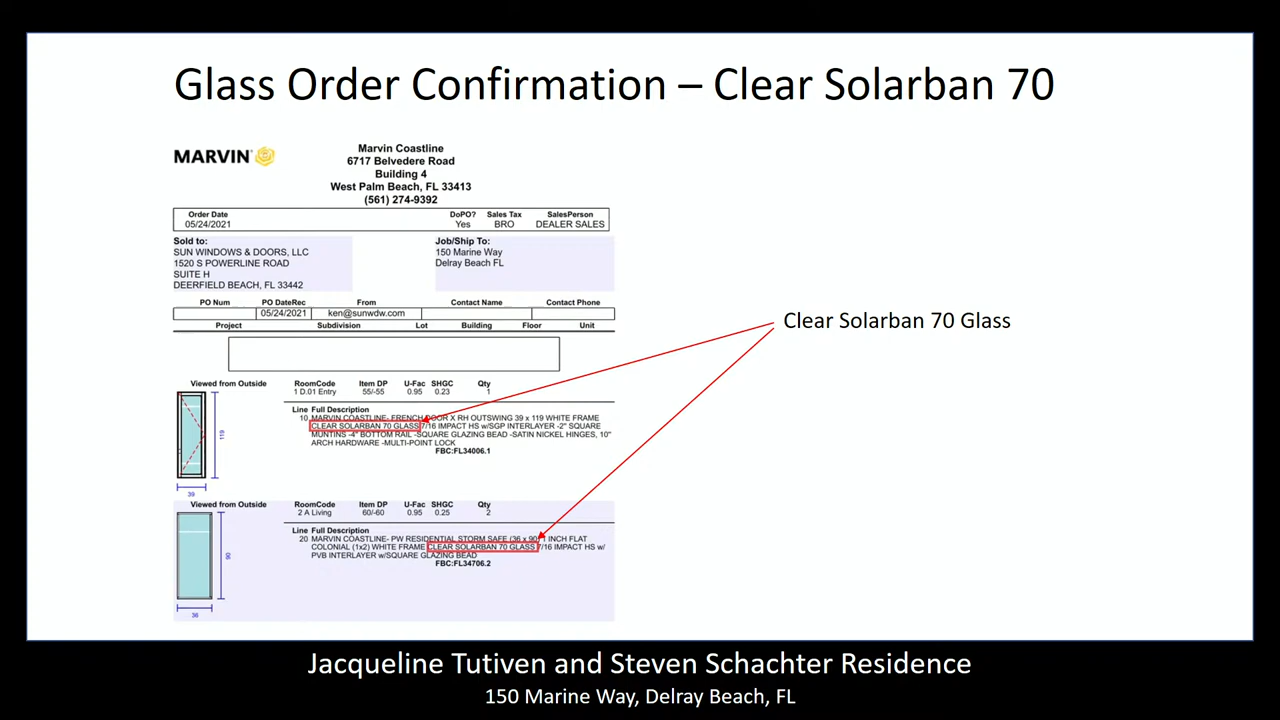 Glass Order Confirmation – Clear Solarban 70
MARVIN
Marvin Coastline
6717 Belvedere Road
Building 4
West Palm Beach, FL 33413
(561) 274-9392
Order Date DoPO? Sales Tax SalesPerson
05/24/2021 Yes BRO DEALER SALES
Sold to:
SUN WINDOWS & DOORS, LLC
1520 S POWERLINE ROAD
SUITE H
DEERFIELD BEACH, FL 33442
Job/Ship To:
150 Marine Way
Delray Beach FL
PO Num PO DateRec From Contact Name Contact Phone
05/24/2021 ken@sunwdw.com
Project Subdivision Lot Building Floor Unit
Clear Solarban 70 Glass
Viewed from Outside RoomCode Item DP U-Fac SHGC Qty
1 D.01 Entry 55/-55 0.95 0.23 1
Line Full Description
10 MARVIN COASTLINE- FRENCH DOOR X RH OUTSWING 39 x 119 WHITE FRAME
CLEAR SOLARBAN 70 GLASS 7/16 IMPACT HS w/SGP INTERLAYER -2" SQUARE
MUNTINS -4" BOTTOM RAIL -SQUARE GLAZING BEAD -SATIN NICKEL HINGES, 10"
ARCH HARDWARE -MULTI-POINT LOCK
FBC:FL34006.1
119
39
Viewed from Outside RoomCode Item DP U-Fac SHGC Qty
2 A Living 60/-60 0.95 0.25 2
Line Full Description
20 MARVIN COASTLINE- PW RESIDENTIAL STORM SAFE (36 x 90) 1 INCH FLAT
COLONIAL (1x2) WHITE FRAME CLEAR SOLARBAN 70 GLASS 7/16 IMPACT HS w/
PVB INTERLAYER w/SQUARE GLAZING BEAD
FBC:FL34706.2
90
36
Jacqueline Tutiven and Steven Schachter Residence
150 Marine Way, Delray Beach, FL